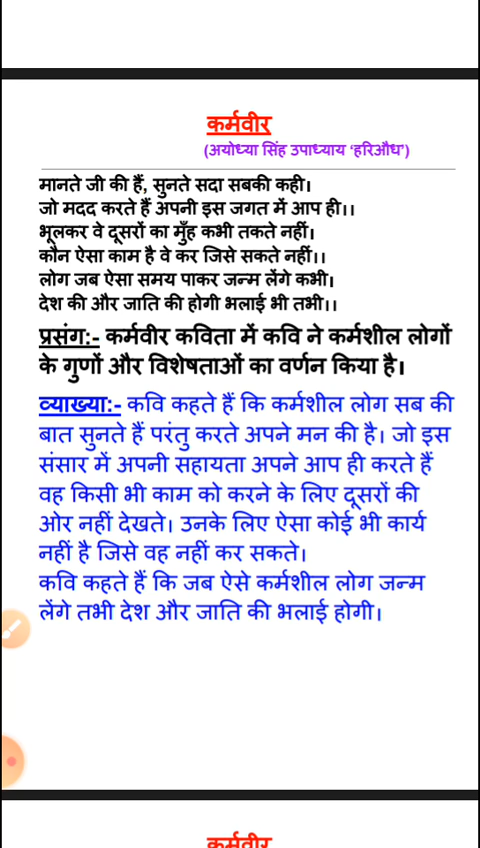 कर्मवीर
(अयोध्या सिंह उपाध्याय ‘हरिऔध’)
मानते जी की हैं, सुनते सदा सबकी कही।
जो मदद करते हैं अपनी इस जगत में आप ही।।
भूलकर वे दूसरों का मुँह कभी तकते नहीं।
कौन ऐसा काम है वे कर जिसे सकते नहीं।।
लोग जब ऐसा समय पाकर जन्म लेंगे कभी।
देश की और जाति की होगी भलाई भी तभी।।
प्रसंग:- कर्मवीर कविता में कवि ने कर्मशील लोगों
के गुणों और विशेषताओं का वर्णन किया है।
व्याख्या:- कवि कहते हैं कि कर्मशील लोग सब की
बात सुनते हैं परंतु करते अपने मन की है। जो इस
संसार में अपनी सहायता अपने आप ही करते हैं
वह किसी भी काम को करने के लिए दूसरों की
ओर नहीं देखते। उनके लिए ऐसा कोई भी कार्य
नहीं है जिसे वह नहीं कर सकते।
कवि कहते हैं कि जब ऐसे कर्मशील लोग जन्म
लेंगे तभी देश और जाति की भलाई होगी।
कर्मवीर